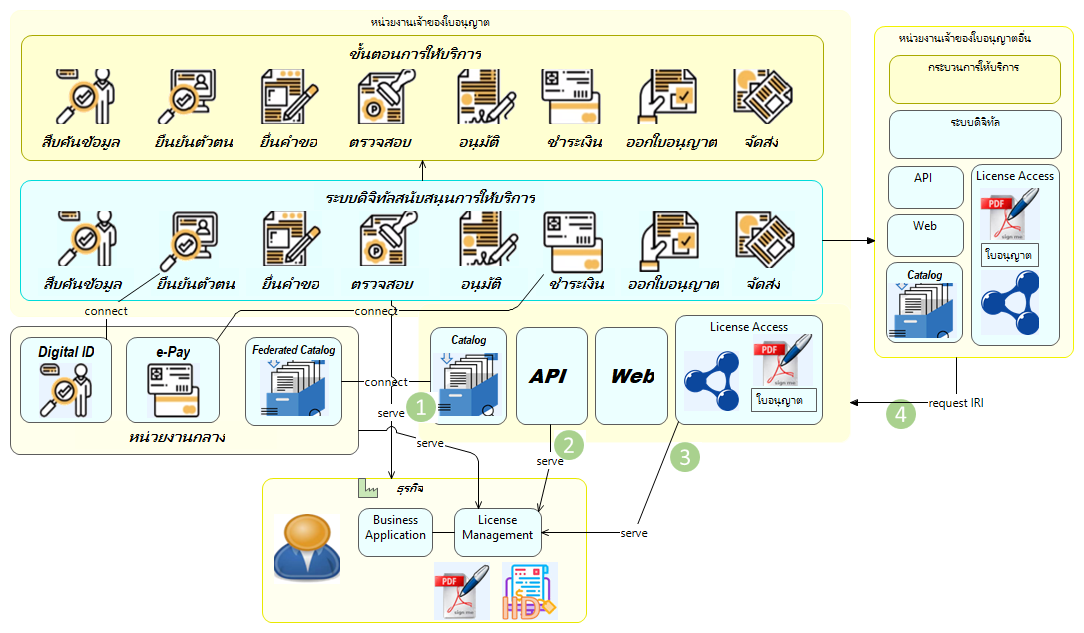 หน่วยงานเจ้าของใบอนุญาต
ขั้นตอนการให้บริการ
สืบค้นข้อมูล
ยืนยันตัวตน
ยื่นคำขอ
ตรวจสอบ
อนุมัติ
ชำระเงิน
ออกใบอนุญาต
จัดส่ง
ระบบดิจิทัลสนับสนุนการให้บริการ
สืบค้นข้อมูล
ยืนยันตัวตน
ยื่นคำขอ
ตรวจสอบ
อนุมัติ
ชำระเงิน
ออกใบอนุญาต
จัดส่ง
connect
connect
Digital ID
e-Pay
Federated Catalog
หน่วยงานกลาง
connect
serve
serve
1
Catalog
API
Web
License Access
PDF
sign me
ใบอนุญาต
2
serve
3
serve
ธุรกิจ
Business
Application
License
Management
PDF
sign me
HD
หน่วยงานเจ้าของใบอนุญาตอื่น
กระบวนการให้บริการ
ระบบดิจิทัล
API
Web
Catalog
License Access
PDF
sign me
ใบอนุญาต
4
request IRI